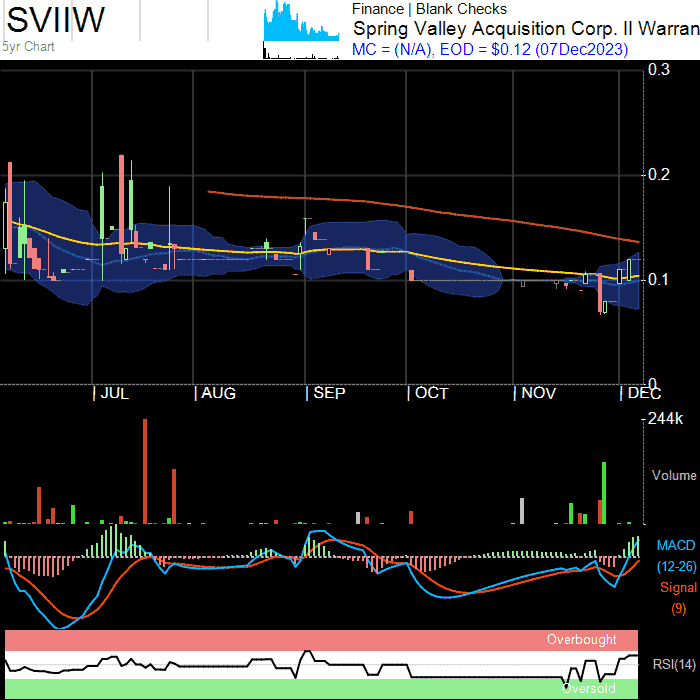 SVIIW
5yr Chart
Finance | Blank Checks
Spring Valley Acquisition Corp. II Warran
MC = (N/A), EOD = $0.12 (07Dec2023)
0.3
0.2
0.1
0
JUL AUG SEP OCT NOV DEC
244k
Volume
MACD
(12-26)
Signal
(9)
Overbought
RSI(14)
Oversold